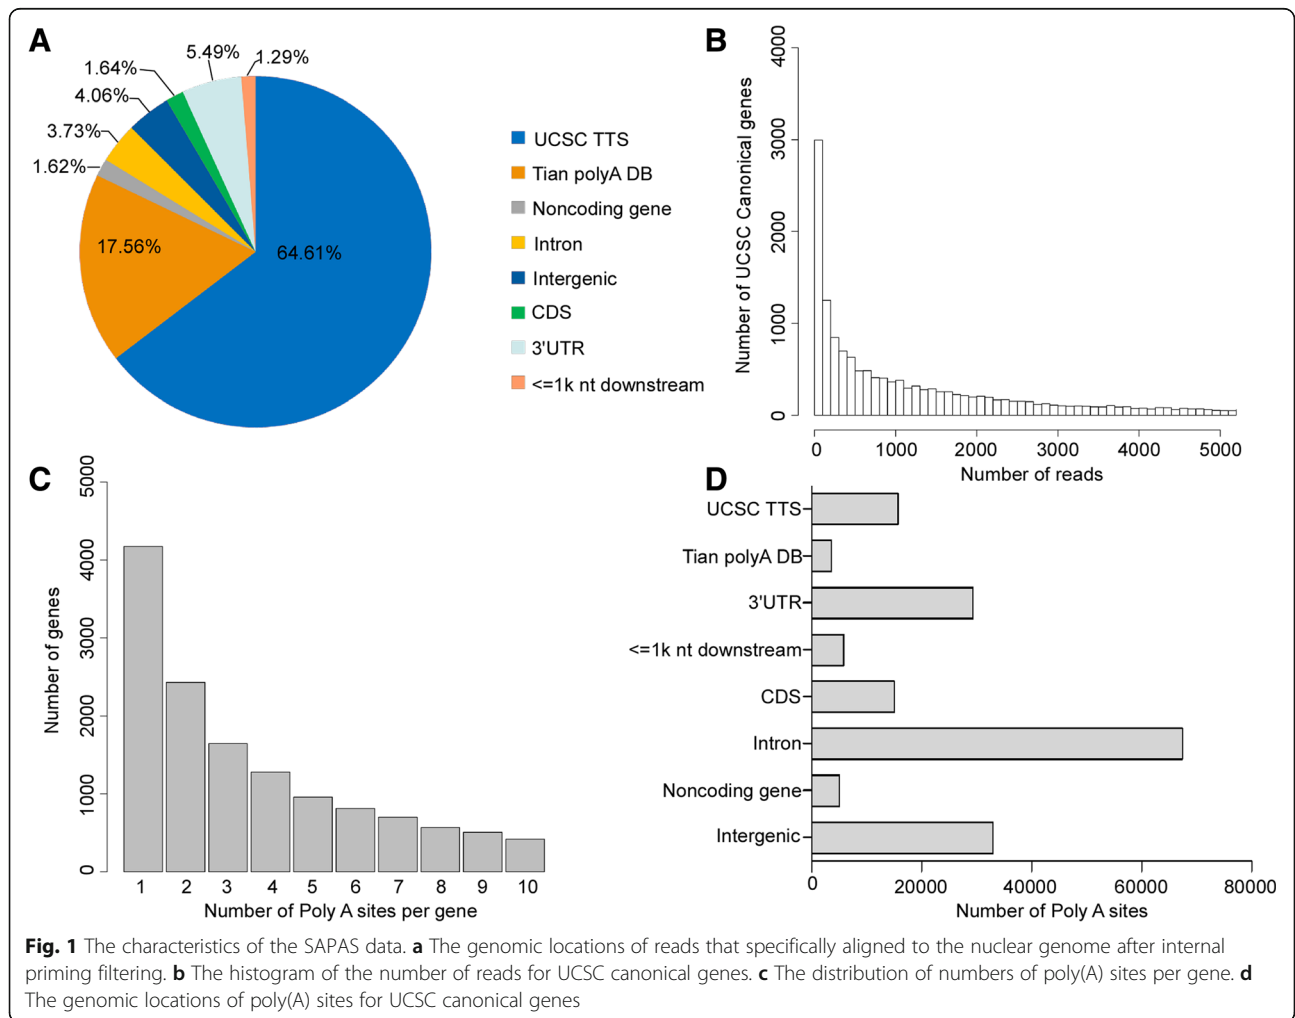 A
5.49%
1.29%
1.64%
4.06%
3.73%
1.62%
17.56%
64.61%
UCSC TTS
Tian polyA DB
Noncoding gene
Intron
Intergenic
CDS
3'UTR
<=1k nt downstream
B
Number of UCSC Canonical genes
4000
3000
2000
1000
0
0 1000 2000 3000 4000 5000
Number of reads
C
Number of genes
5000
4000
3000
2000
1000
0
1 2 3 4 5 6 7 8 9 10
Number of Poly A sites per gene
D
UCSC TTS
Tian polyA DB
3'UTR
<=1k nt downstream
CDS
Intron
Noncoding gene
Intergenic
0 20000 40000 60000 80000
Number of Poly A sites
Fig. 1 The characteristics of the SAPAS data. a The genomic locations of reads that specifically aligned to the nuclear genome after internal
priming filtering. b The histogram of the number of reads for UCSC canonical genes. c The distribution of numbers of poly(A) sites per gene. d
The genomic locations of poly(A) sites for UCSC canonical genes